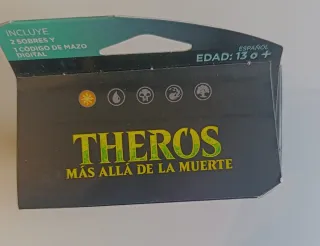 INCLUYE
2 SOBRES Y
1 CÓDIGO DE MAZO
DIGITAL
ESPAÑOL
EDAD: 13 o +
THEROS
MÁS ALLÁ DE LA MUERTE